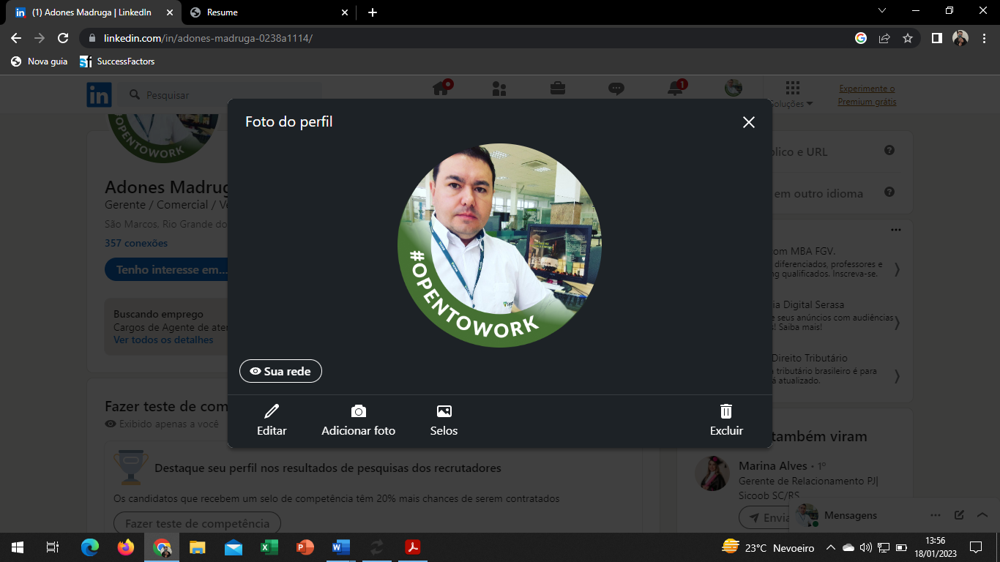 (1) Adones Madruga | LinkedIn
Resume
linkedin.com/in/adones-madruga-0238a1114/
Nova guia
SuccessFactors
in
Pesquisar
1
Soluções
Experimente o
Premium grátis
Foto do perfil
#OPENTOWORK
Sua rede
Editar
Adicionar foto
Selos
Excluir
OPENTOWORK
Adones Madrug
Gerente / Comercial / Ve
São Marcos, Rio Grande do
357 conexões
Tenho interesse em...
Buscando emprego
Cargos de Agente de ater
Ver todos os detalhes
Fazer teste de com
Exibido apenas a você
Destaque seu perfil nos resultados de pesquisas dos recrutadores
Os candidatos que recebem um selo de competência têm 20% mais chances de serem contratados
Fazer teste de competência
blico e URL
em outro idioma
om MBA FGV.
diferenciados, professores e
ng qualificados. Inscreva-se.
ia Digital Serasa
e seus anúncios com audiências
s! Saiba mais!
Direito Tributário
tributário brasileiro é para
á atualizado.
também viram
Marina Alves • 1º
Gerente de Relacionamento PJ|
Sicoob SC/RS
Envia
Mensagens
23°C Nevoeiro
13:56
18/01/2023